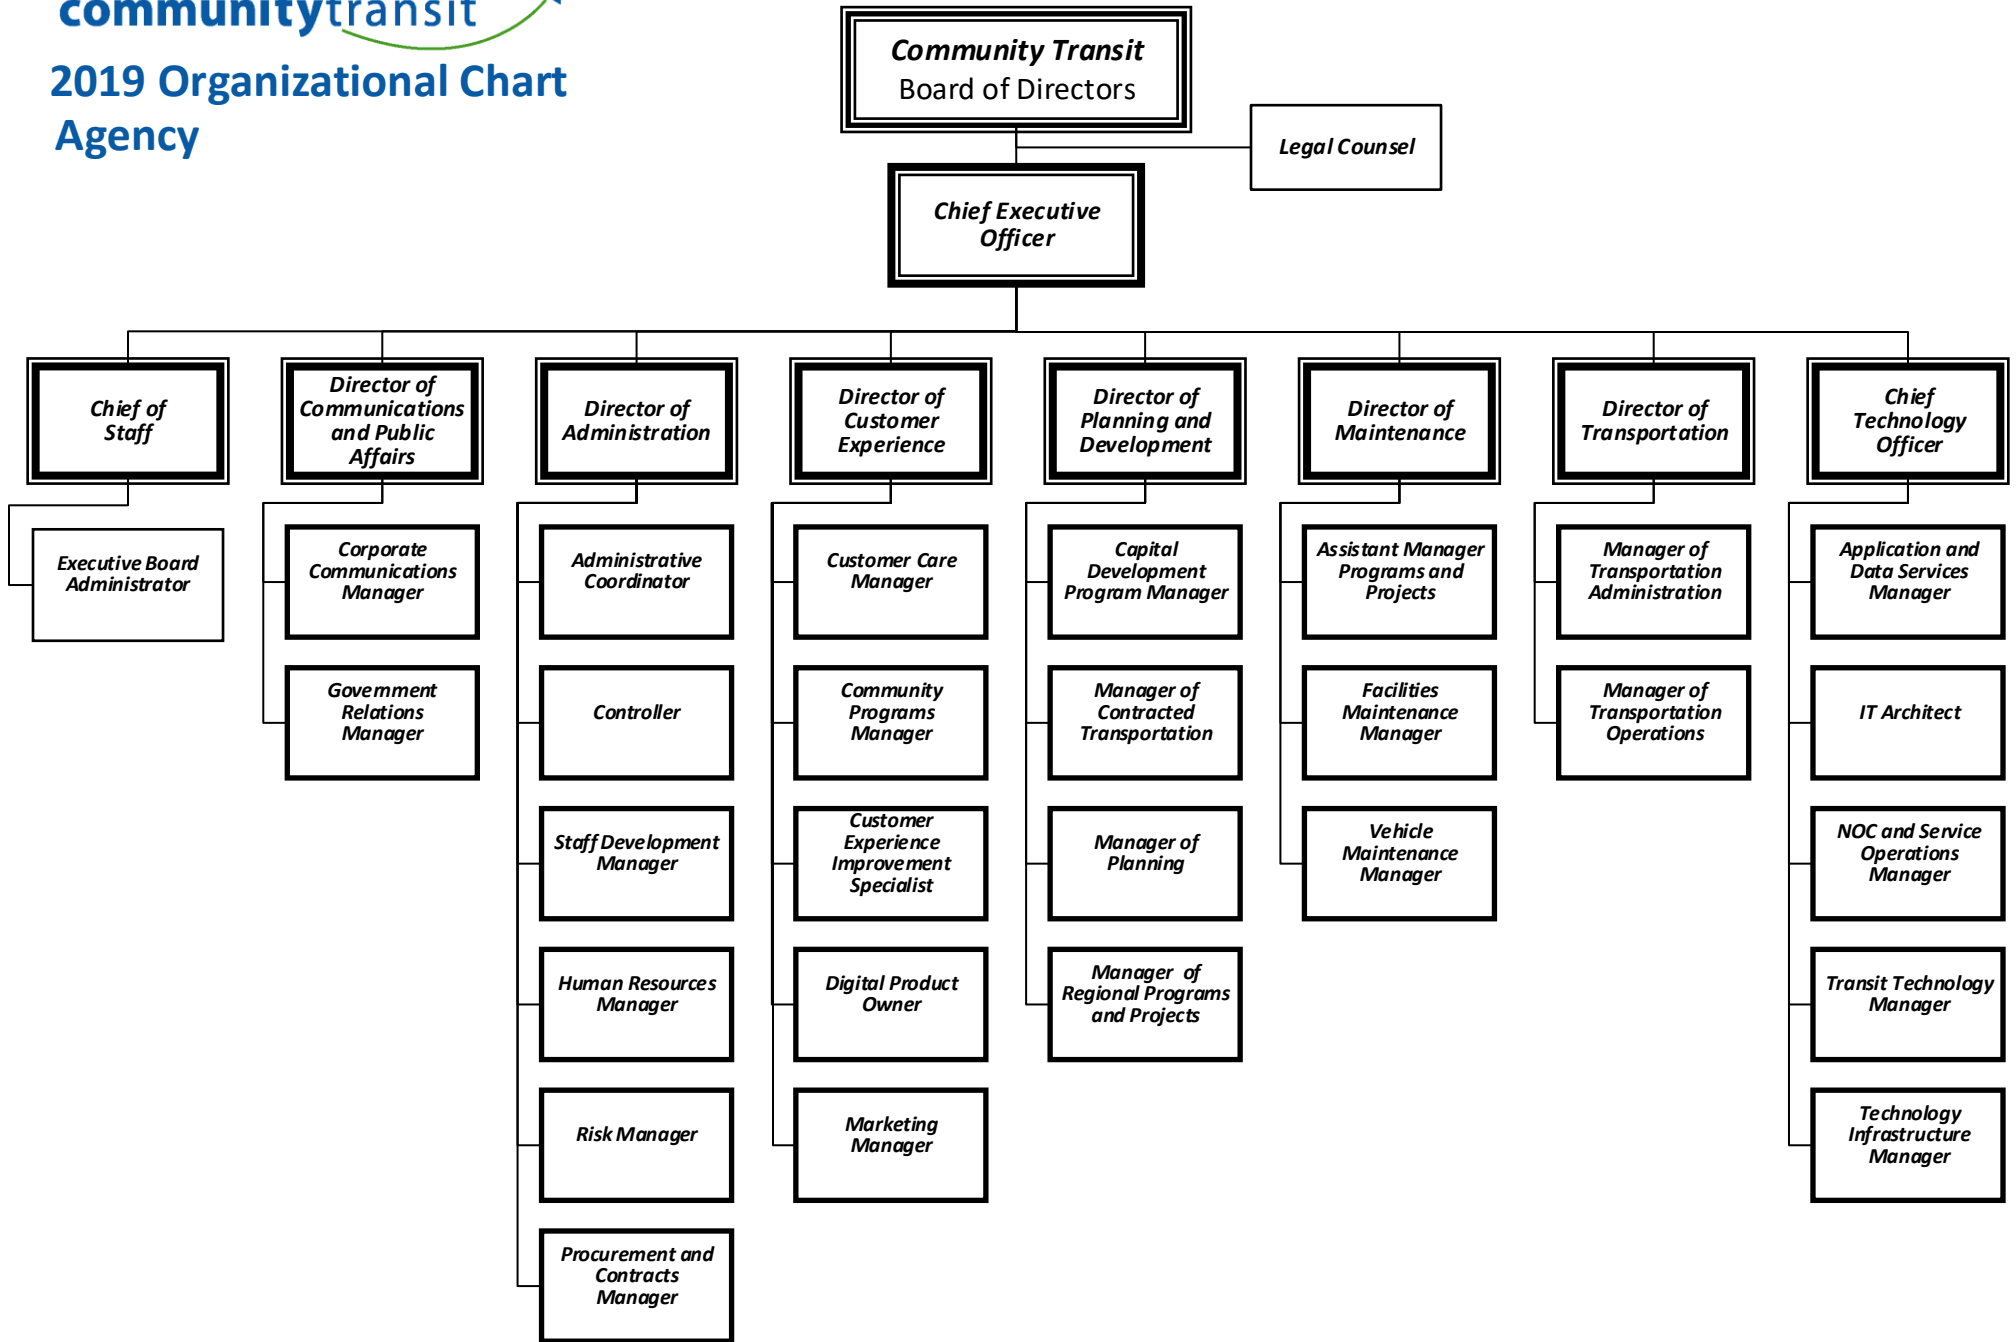 communitytransit
2019 Organizational Chart
Agency
Community Transit
Board of Directors
Legal Counsel
Chief Executive
Officer
Chief of
Staff
Director of
Communications
and Public
Affairs
Director of
Administration
Director of
Customer
Experience
Director of
Planning and
Development
Director of
Maintenance
Director of
Transportation
Chief
Technology
Officer
Executive Board
Administrator
Corporate
Communications
Manager
Government
Relations
Manager
Administrative
Coordinator
Controller
Staff Development
Manager
Human Resources
Manager
Risk Manager
Procurement and
Contracts
Manager
Customer Care
Manager
Community
Programs
Manager
Customer
Experience
Improvement
Specialist
Digital Product
Owner
Marketing
Manager
Capital
Development
Program Manager
Manager of
Contracted
Transportation
Manager of
Planning
Manager of
Regional Programs
and Projects
Assistant Manager
Programs and
Projects
Facilities
Maintenance
Manager
Vehicle
Maintenance
Manager
Manager of
Transportation
Administration
Manager of
Transportation
Operations
Application and
Data Services
Manager
IT Architect
NOC and Service
Operations
Manager
Transit Technology
Manager
Technology
Infrastructure
Manager